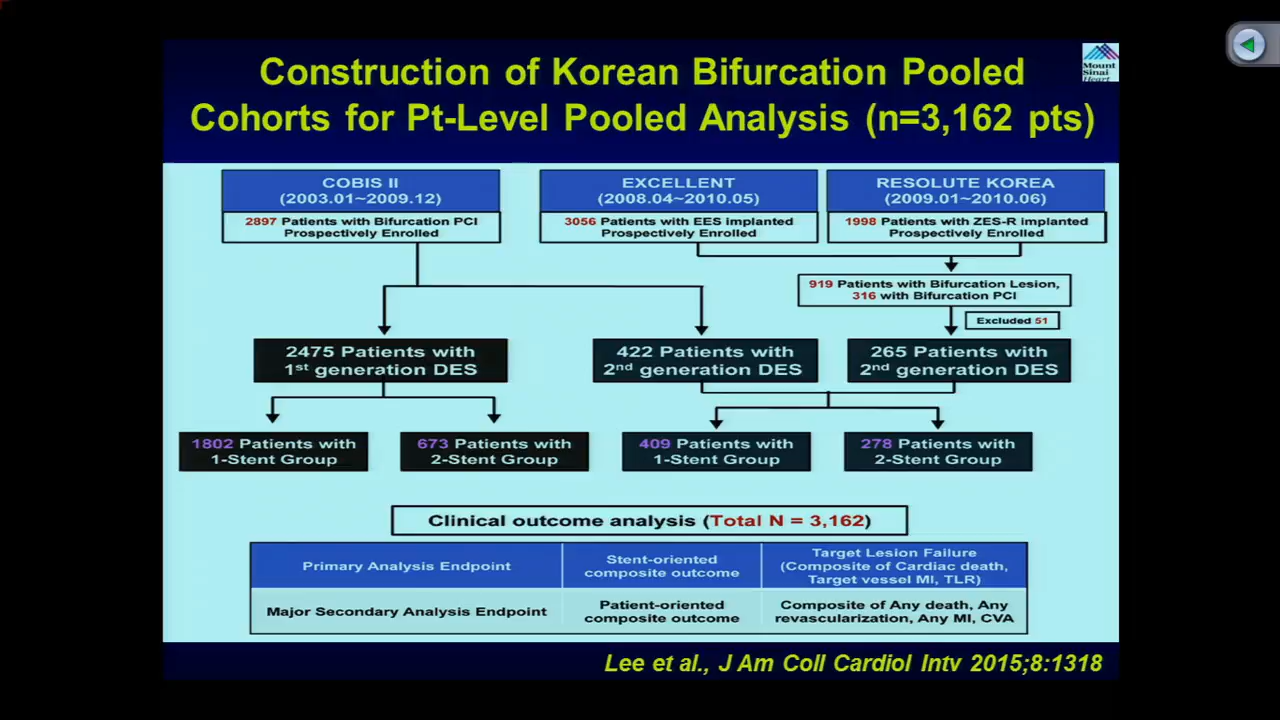 Construction of Korean Bifurcation Pooled
Cohorts for Pt-Level Pooled Analysis (n=3,162 pts)
Mount
Sinai
Heart
COBIS II
(2003.01~2009.12)
2897 Patients with Bifurcation PCI
Prospectively Enrolled
EXCELLENT
(2008.04~2010.05)
3056 Patients with EES implanted
Prospectively Enrolled
RESOLUTE KOREA
(2009.01~2010.06)
1998 Patients with ZES-R implanted
Prospectively Enrolled
919 Patients with Bifurcation Lesion,
316 with Bifurcation PCI
Excluded 51
2475 Patients with
1st generation DES
422 Patients with
2nd generation DES
265 Patients with
2nd generation DES
1802 Patients with
1-Stent Group
673 Patients with
2-Stent Group
409 Patients with
1-Stent Group
278 Patients with
2-Stent Group
Clinical outcome analysis (Total N = 3,162)
Primary Analysis Endpoint
Stent-oriented
composite outcome
Target Lesion Failure
(Composite of Cardiac death,
Target vessel MI, TLR)
Major Secondary Analysis Endpoint
Patient-oriented
composite outcome
Composite of Any death, Any
revascularization, Any MI, CVA
Lee et al., J Am Coll Cardiol Intv 2015;8:1318